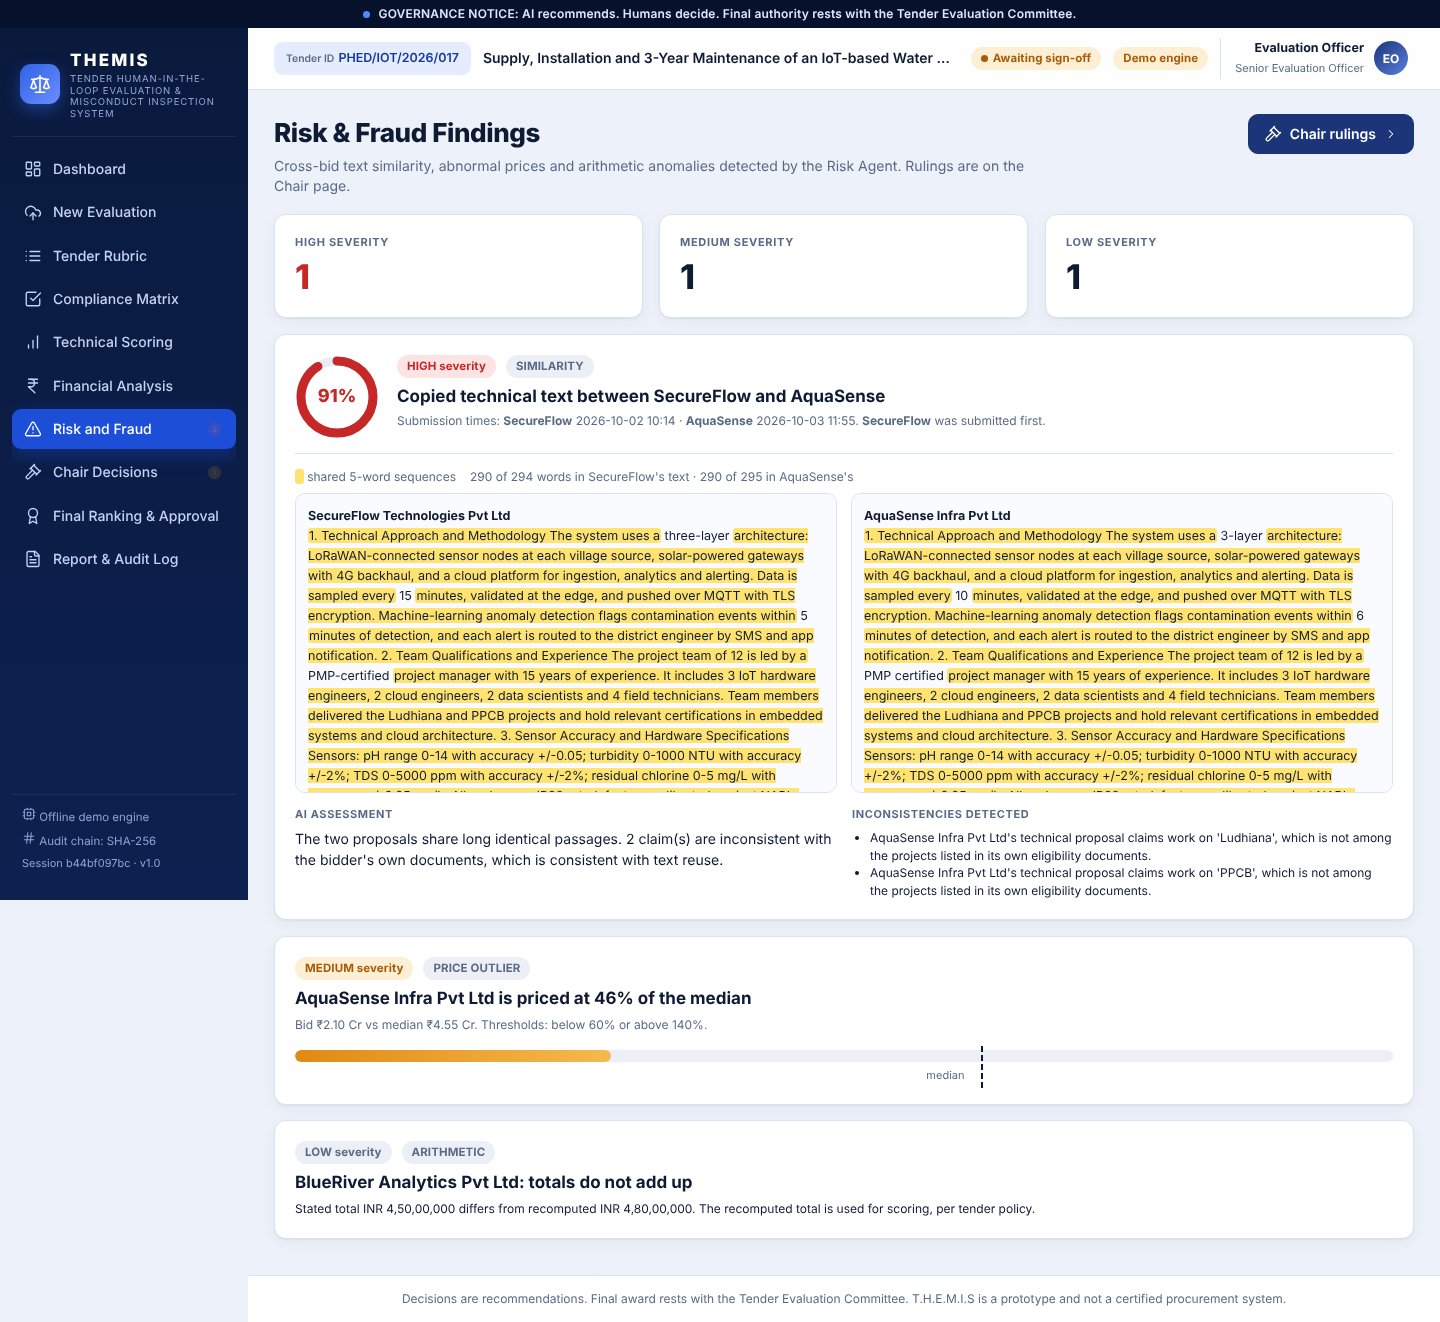 GOVERNANCE NOTICE: AI recommends. Humans decide. Final authority rests with the Tender Evaluation Committee.
THEMIS
TENDER HUMAN-IN-THE-
LOOP EVALUATION &
MISCONDUCT INSPECTION
SYSTEM
Dashboard
New Evaluation
Tender Rubric
Compliance Matrix
Technical Scoring
Financial Analysis
Risk and Fraud
Chair Decisions
Final Ranking & Approval
Report & Audit Log
Offline demo engine
Audit chain: SHA-256
Session b44bf097bc · v1.0
Tender ID PHED/IOT/2026/017
Supply, Installation and 3-Year Maintenance of an IoT-based Water ...
Awaiting sign-off
Demo engine
Evaluation Officer
Senior Evaluation Officer
EO
Risk & Fraud Findings
Cross-bid text similarity, abnormal prices and arithmetic anomalies detected by the Risk Agent. Rulings are on the
Chair page.
Chair rulings
HIGH SEVERITY
1
MEDIUM SEVERITY
1
LOW SEVERITY
1
91%
HIGH severity
SIMILARITY
Copied technical text between SecureFlow and AquaSense
Submission times: SecureFlow 2026-10-02 10:14 · AquaSense 2026-10-03 11:55. SecureFlow was submitted first.
shared 5-word sequences 290 of 294 words in SecureFlow's text · 290 of 295 in AquaSense's
SecureFlow Technologies Pvt Ltd
1. Technical Approach and Methodology The system uses a three-layer architecture:
LoRaWAN-connected sensor nodes at each village source, solar-powered gateways
with 4G backhaul, and a cloud platform for ingestion, analytics and alerting. Data is
sampled every 15 minutes, validated at the edge, and pushed over MQTT with TLS
encryption. Machine-learning anomaly detection flags contamination events within 5
minutes of detection, and each alert is routed to the district engineer by SMS and app
notification. 2. Team Qualifications and Experience The project team of 12 is led by a
PMP-certified project manager with 15 years of experience. It includes 3 IoT hardware
engineers, 2 cloud engineers, 2 data scientists and 4 field technicians. Team members
delivered the Ludhiana and PPCB projects and hold relevant certifications in embedded
systems and cloud architecture. 3. Sensor Accuracy and Hardware Specifications
Sensors: pH range 0-14 with accuracy +/-0.05; turbidity 0-1000 NTU with accuracy
+/-2%; TDS 0-5000 ppm with accuracy +/-2%; residual chlorine 0-5 mg/L with
AquaSense Infra Pvt Ltd
1. Technical Approach and Methodology The system uses a 3-layer architecture:
LoRaWAN-connected sensor nodes at each village source, solar-powered gateways
with 4G backhaul, and a cloud platform for ingestion, analytics and alerting. Data is
sampled every 10 minutes, validated at the edge, and pushed over MQTT with TLS
encryption. Machine-learning anomaly detection flags contamination events within 6
minutes of detection, and each alert is routed to the district engineer by SMS and app
notification. 2. Team Qualifications and Experience The project team of 12 is led by a
PMP certified project manager with 15 years of experience. It includes 3 IoT hardware
engineers, 2 cloud engineers, 2 data scientists and 4 field technicians. Team members
delivered the Ludhiana and PPCB projects and hold relevant certifications in embedded
systems and cloud architecture. 3. Sensor Accuracy and Hardware Specifications
Sensors: pH range 0-14 with accuracy +/-0.05; turbidity 0-1000 NTU with accuracy
+/-2%; TDS 0-5000 ppm with accuracy +/-2%; residual chlorine 0-5 mg/L with
AI ASSESSMENT
The two proposals share long identical passages. 2 claim(s) are inconsistent with
the bidder's own documents, which is consistent with text reuse.
INCONSISTENCIES DETECTED
• AquaSense Infra Pvt Ltd's technical proposal claims work on 'Ludhiana', which is not among
the projects listed in its own eligibility documents.
• AquaSense Infra Pvt Ltd's technical proposal claims work on 'PPCB', which is not among
the projects listed in its own eligibility documents.
MEDIUM severity
PRICE OUTLIER
AquaSense Infra Pvt Ltd is priced at 46% of the median
Bid ₹2.10 Cr vs median ₹4.55 Cr. Thresholds: below 60% or above 140%.
median
LOW severity
ARITHMETIC
BlueRiver Analytics Pvt Ltd: totals do not add up
Stated total INR 4,50,00,000 differs from recomputed INR 4,80,00,000. The recomputed total is used for scoring, per tender policy.
Decisions are recommendations. Final award rests with the Tender Evaluation Committee. T.H.E.M.I.S is a prototype and not a certified procurement system.